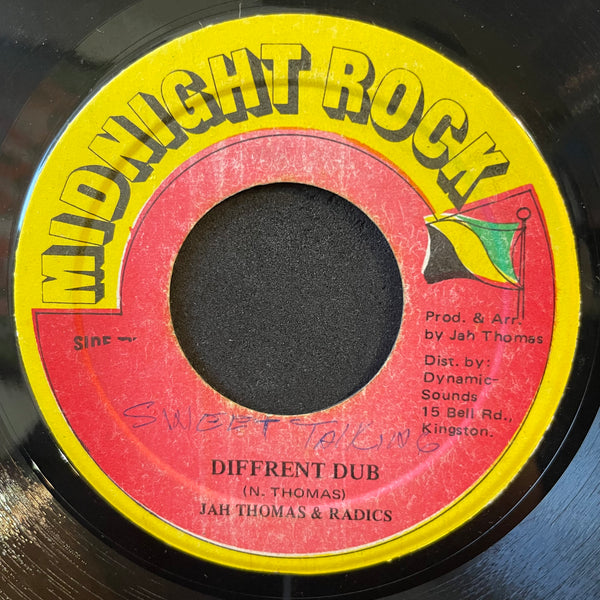 MIDNIGHT ROCK
SIDE
Prod. & Arr.
by Jah Thomas
Dist. by:
Dynamic-
Sounds
15 Bell Rd.,
Kingston.
SWEET TALKING
DIFFRENT DUB
(N. THOMAS)
JAH THOMAS & RADICS